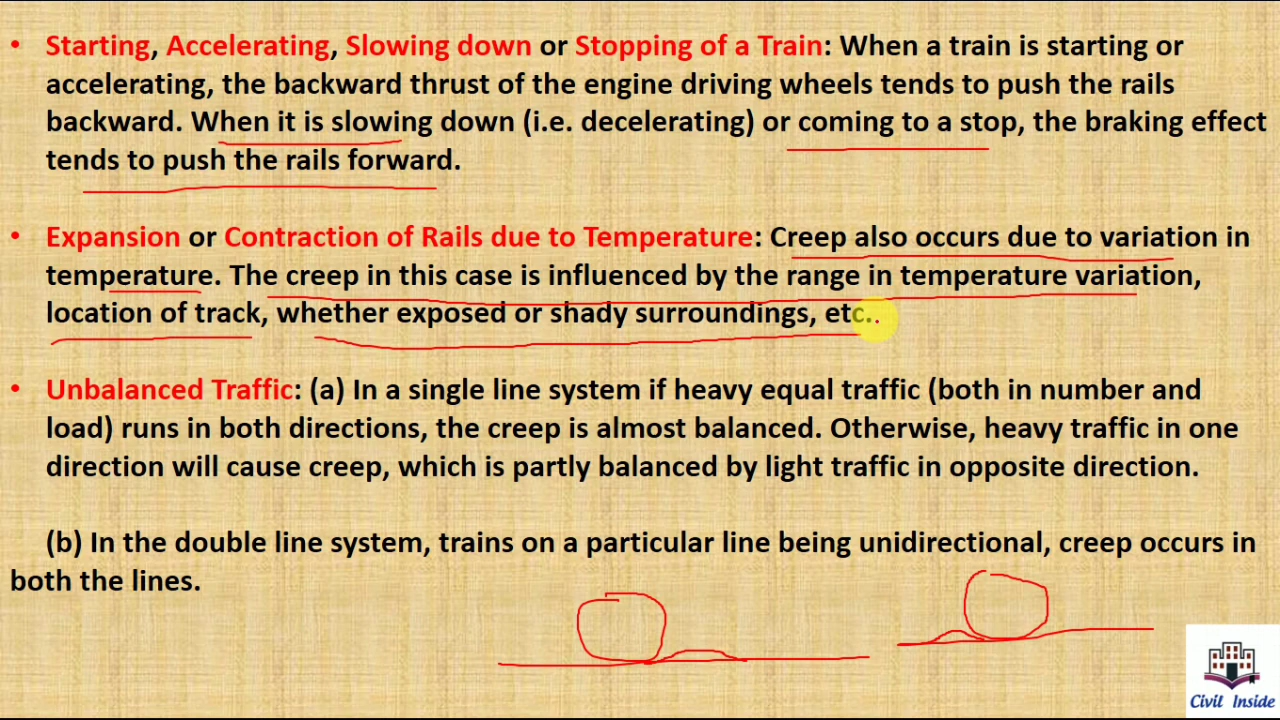 • Starting, Accelerating, Slowing down or Stopping of a Train: When a train is starting or
accelerating, the backward thrust of the engine driving wheels tends to push the rails
backward. When it is slowing down (i.e. decelerating) or coming to a stop, the braking effect
tends to push the rails forward.
• Expansion or Contraction of Rails due to Temperature: Creep also occurs due to variation in
temperature. The creep in this case is influenced by the range in temperature variation,
location of track, whether exposed or shady surroundings, etc.
• Unbalanced Traffic: (a) In a single line system if heavy equal traffic (both in number and
load) runs in both directions, the creep is almost balanced. Otherwise, heavy traffic in one
direction will cause creep, which is partly balanced by light traffic in opposite direction.
(b) In the double line system, trains on a particular line being unidirectional, creep occurs in
both the lines.
Civil Inside